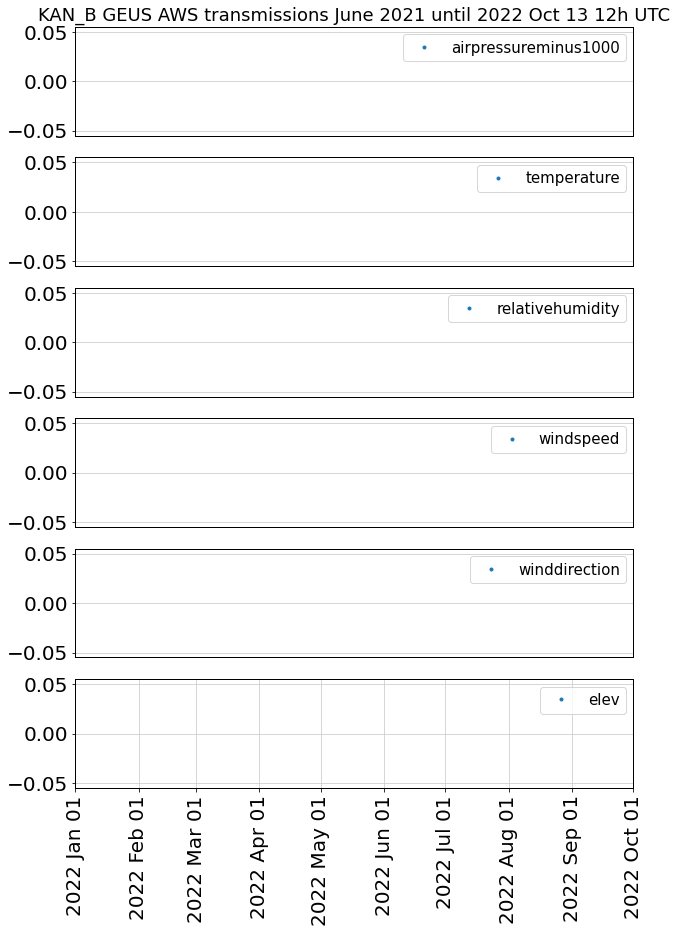 KAN_B GEUS AWS transmissions June 2021 until 2022 Oct 13 12h UTC
0.05
0.00
−0.05
airpressureminus1000
0.05
0.00
−0.05
temperature
0.05
0.00
−0.05
relativehumidity
0.05
0.00
−0.05
windspeed
0.05
0.00
−0.05
winddirection
0.05
0.00
−0.05
elev
2022 Jan 01
2022 Feb 01
2022 Mar 01
2022 Apr 01
2022 May 01
2022 Jun 01
2022 Jul 01
2022 Aug 01
2022 Sep 01
2022 Oct 01